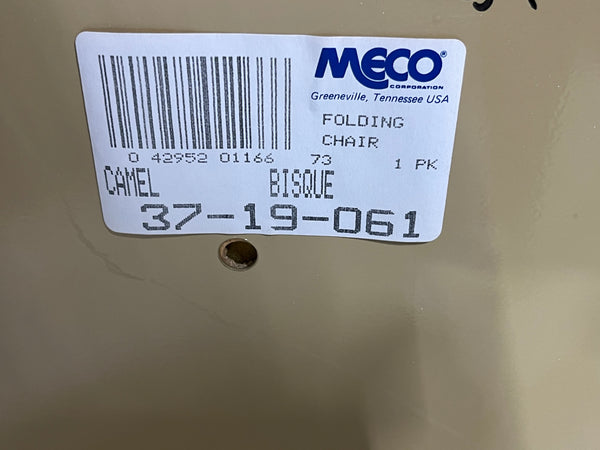 MECO®
CORPORATION
Greeneville, Tennessee USA
FOLDING
CHAIR
0 42952 01166 73 1 PK
CAMEL BISQUE
37-19-061